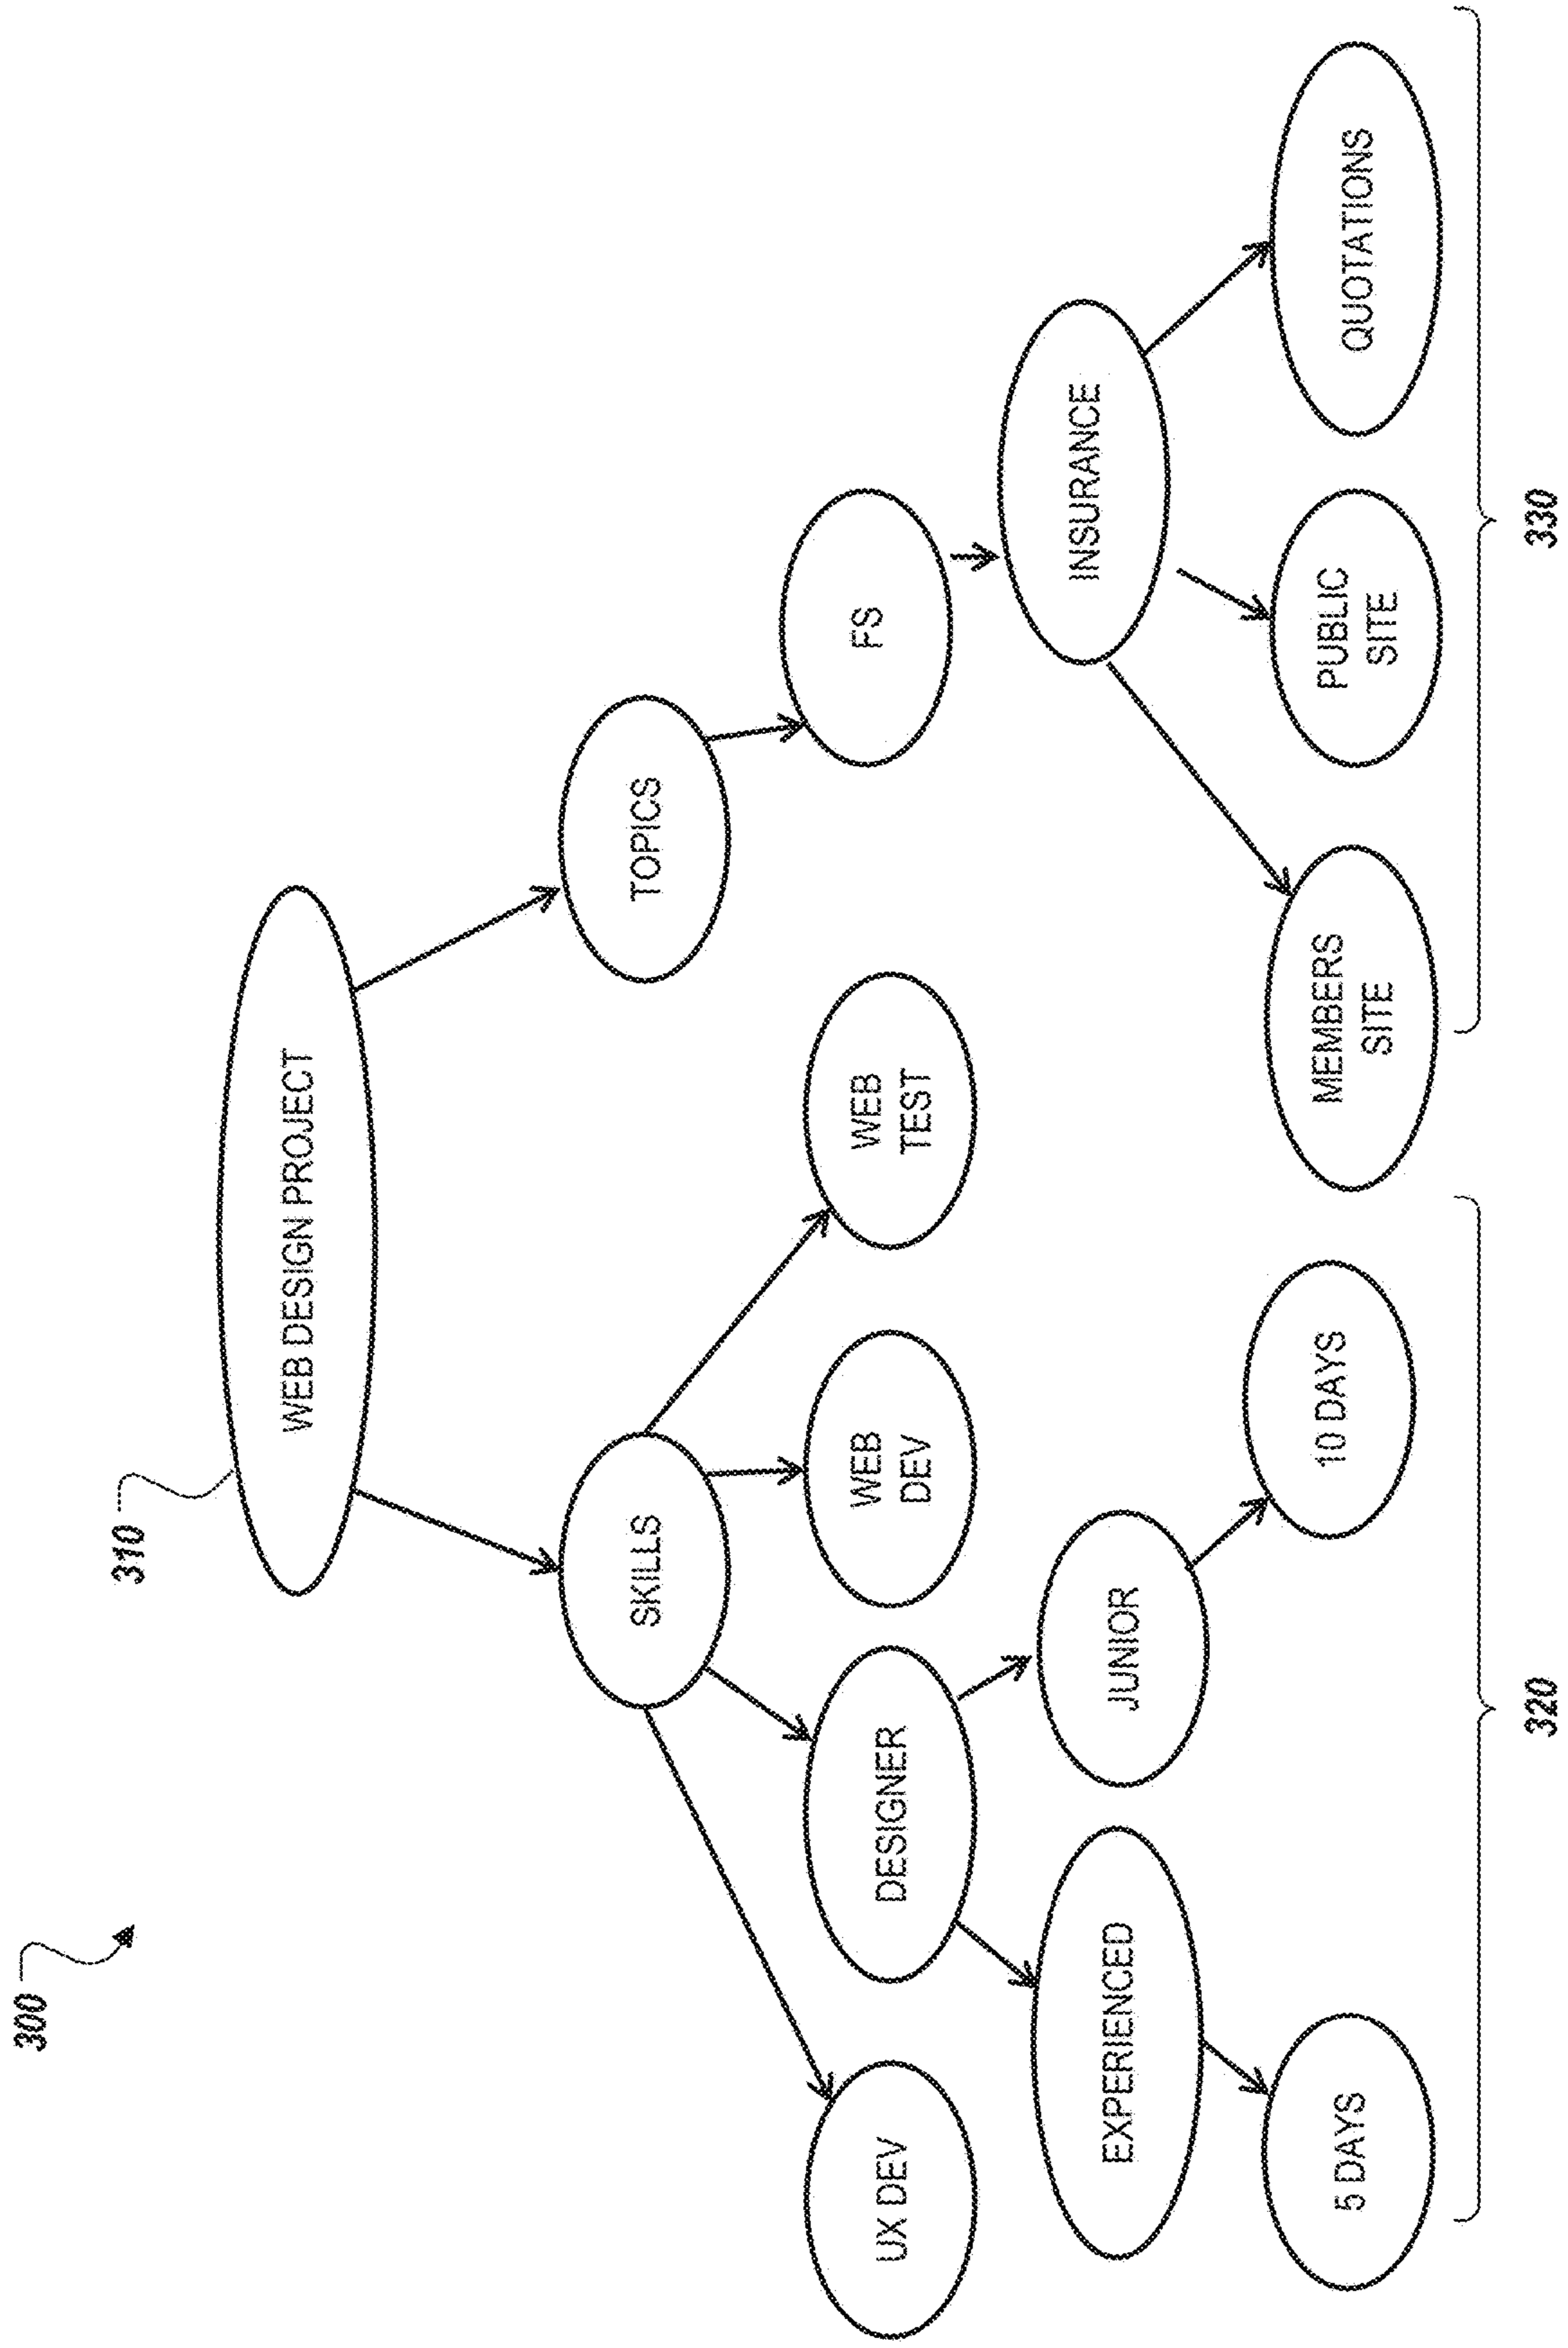 300
310
WEB DESIGN PROJECT
SKILLS
TOPICS
UX DEV
DESIGNER
WEB
DEV
WEB
TEST
FS
EXPERIENCED
JUNIOR
INSURANCE
5 DAYS
10 DAYS
MEMBERS
SITE
PUBLIC
SITE
QUOTATIONS
320
330